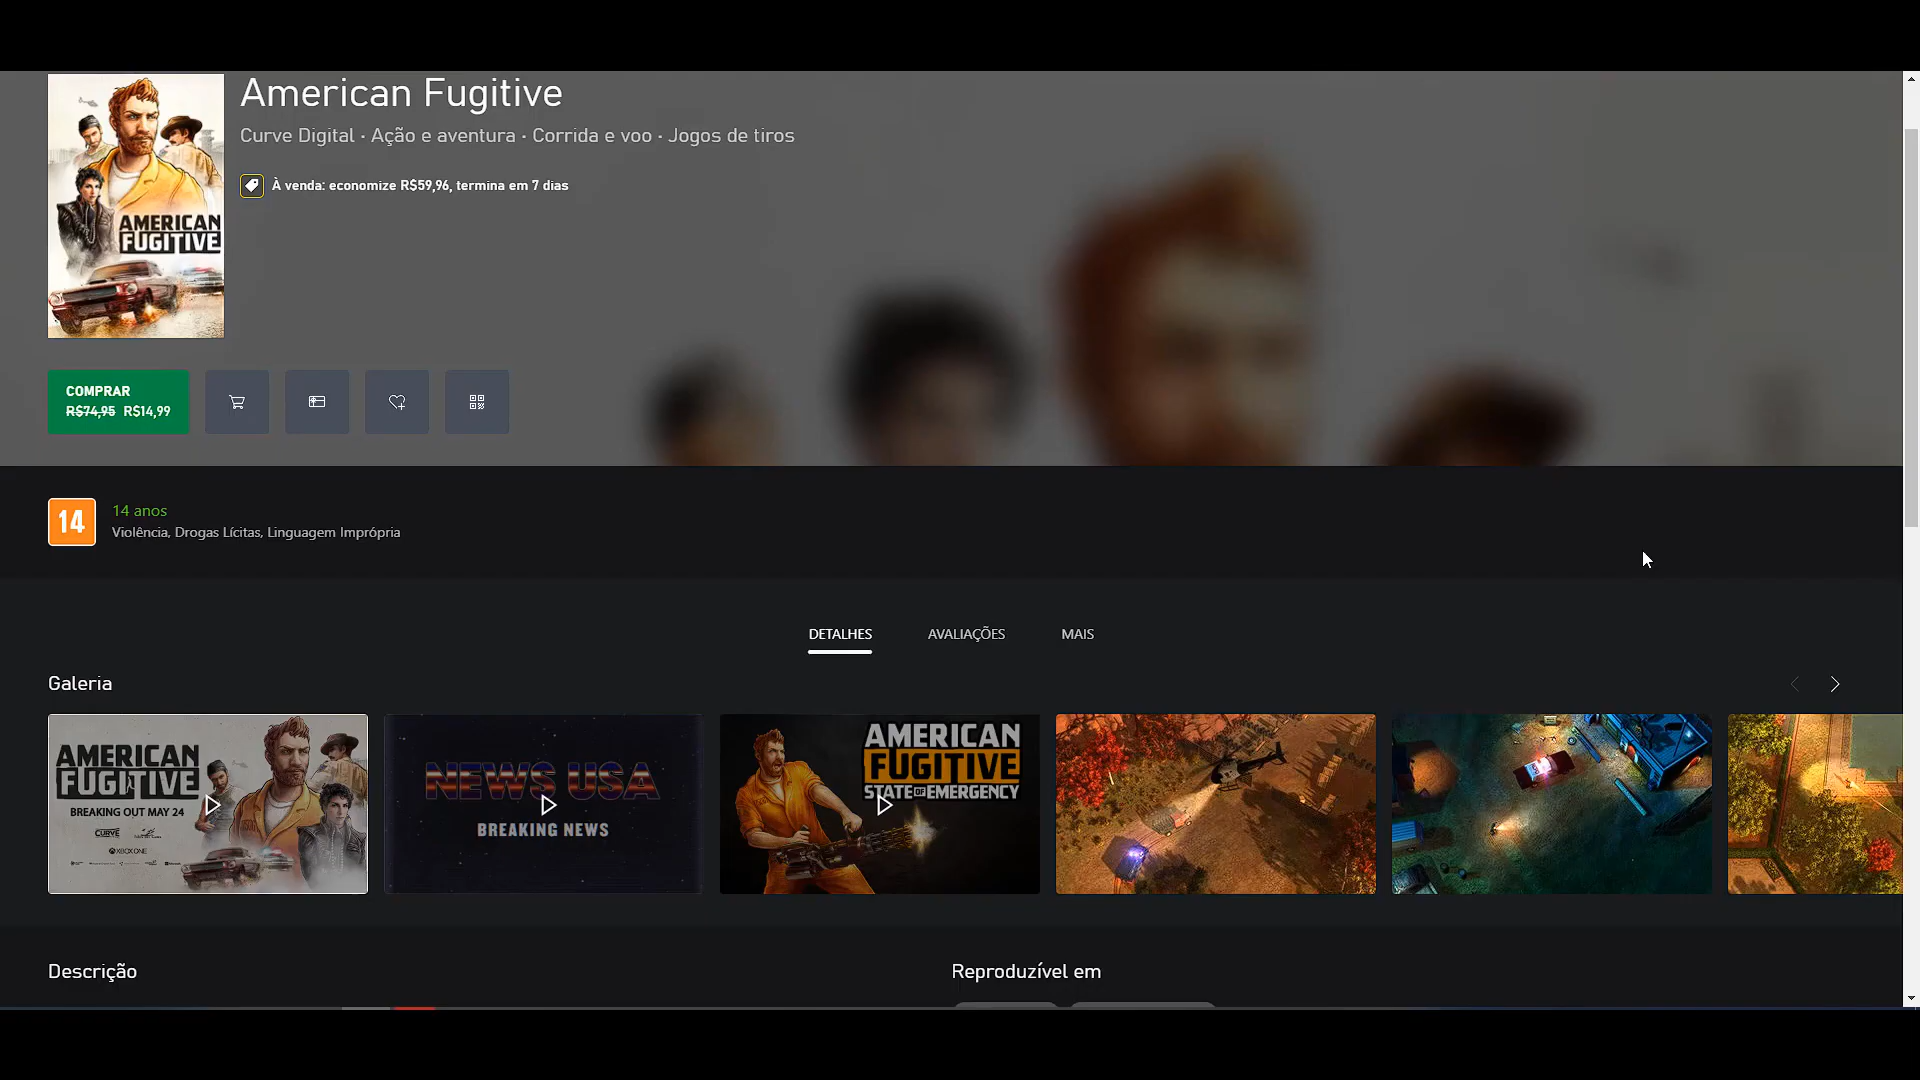 American Fugitive
Curve Digital · Ação e aventura · Corrida e voo · Jogos de tiros
À venda: economize R$59,96, termina em 7 dias
AMERICAN
FUGITIVE
COMPRAR
R$74,95 R$14,99
14
14 anos
Violência, Drogas Lícitas, Linguagem Imprópria
DETALHES
AVALIAÇÕES
MAIS
Galeria
AMERICAN
FUGITIVE
BREAKING OUT MAY 24
CURVE
XBOX ONE
NEWS USA
BREAKING NEWS
AMERICAN
FUGITIVE
STATE OF EMERGENCY
Descrição
Reproduzível em